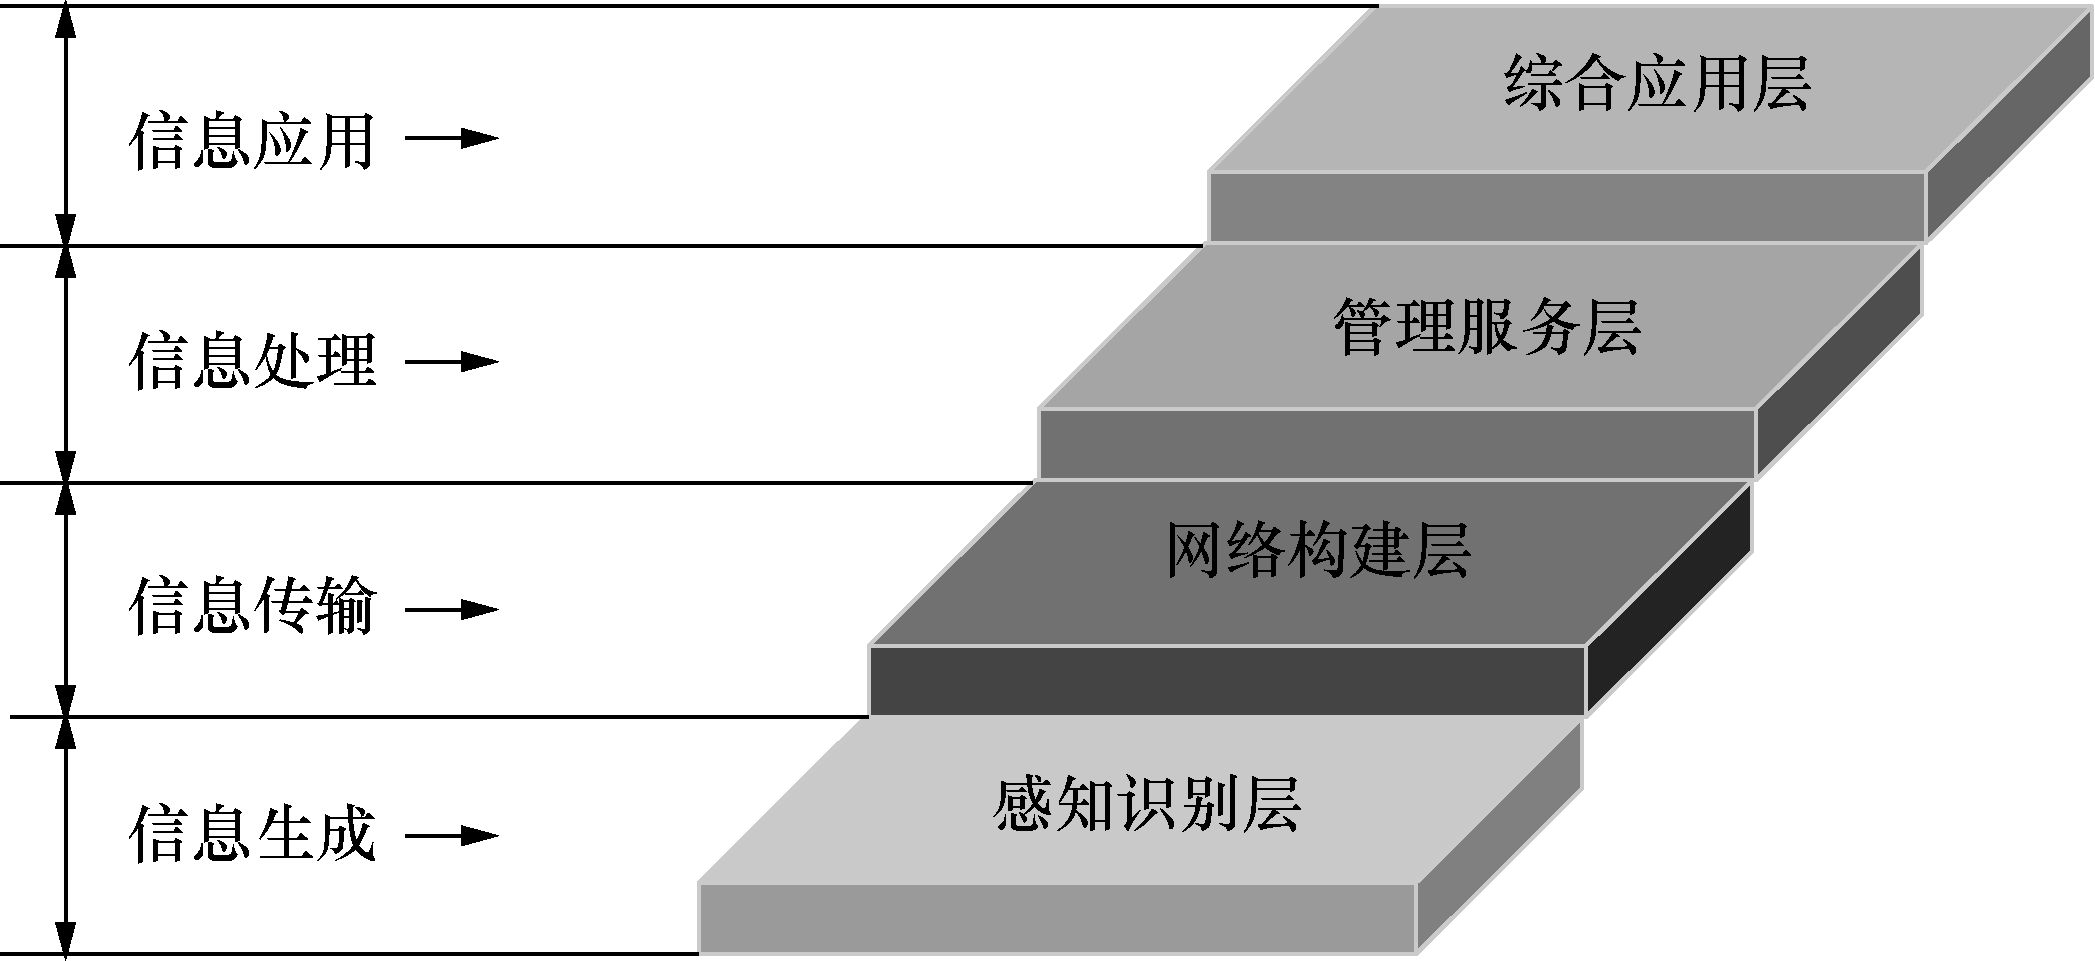 综合应用层
信息应用
管理服务层
信息处理
网络构建层
信息传输
感知识别层
信息生成